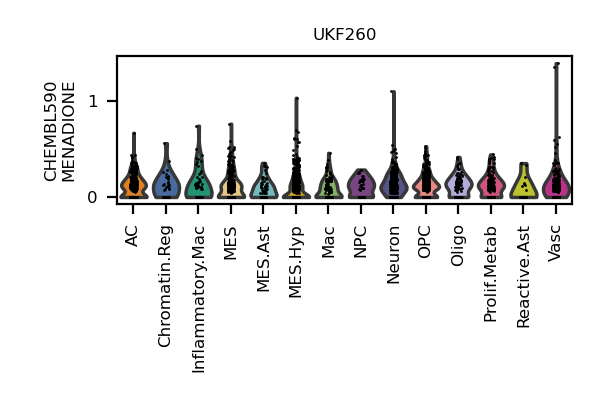 UKF260
CHEMBL590
MENADIONE
1
0
AC
Chromatin.Reg
Inflammatory.Mac
MES
MES.Ast
MES.Hyp
Mac
NPC
Neuron
OPC
Oligo
Prolif.Metab
Reactive.Ast
Vasc